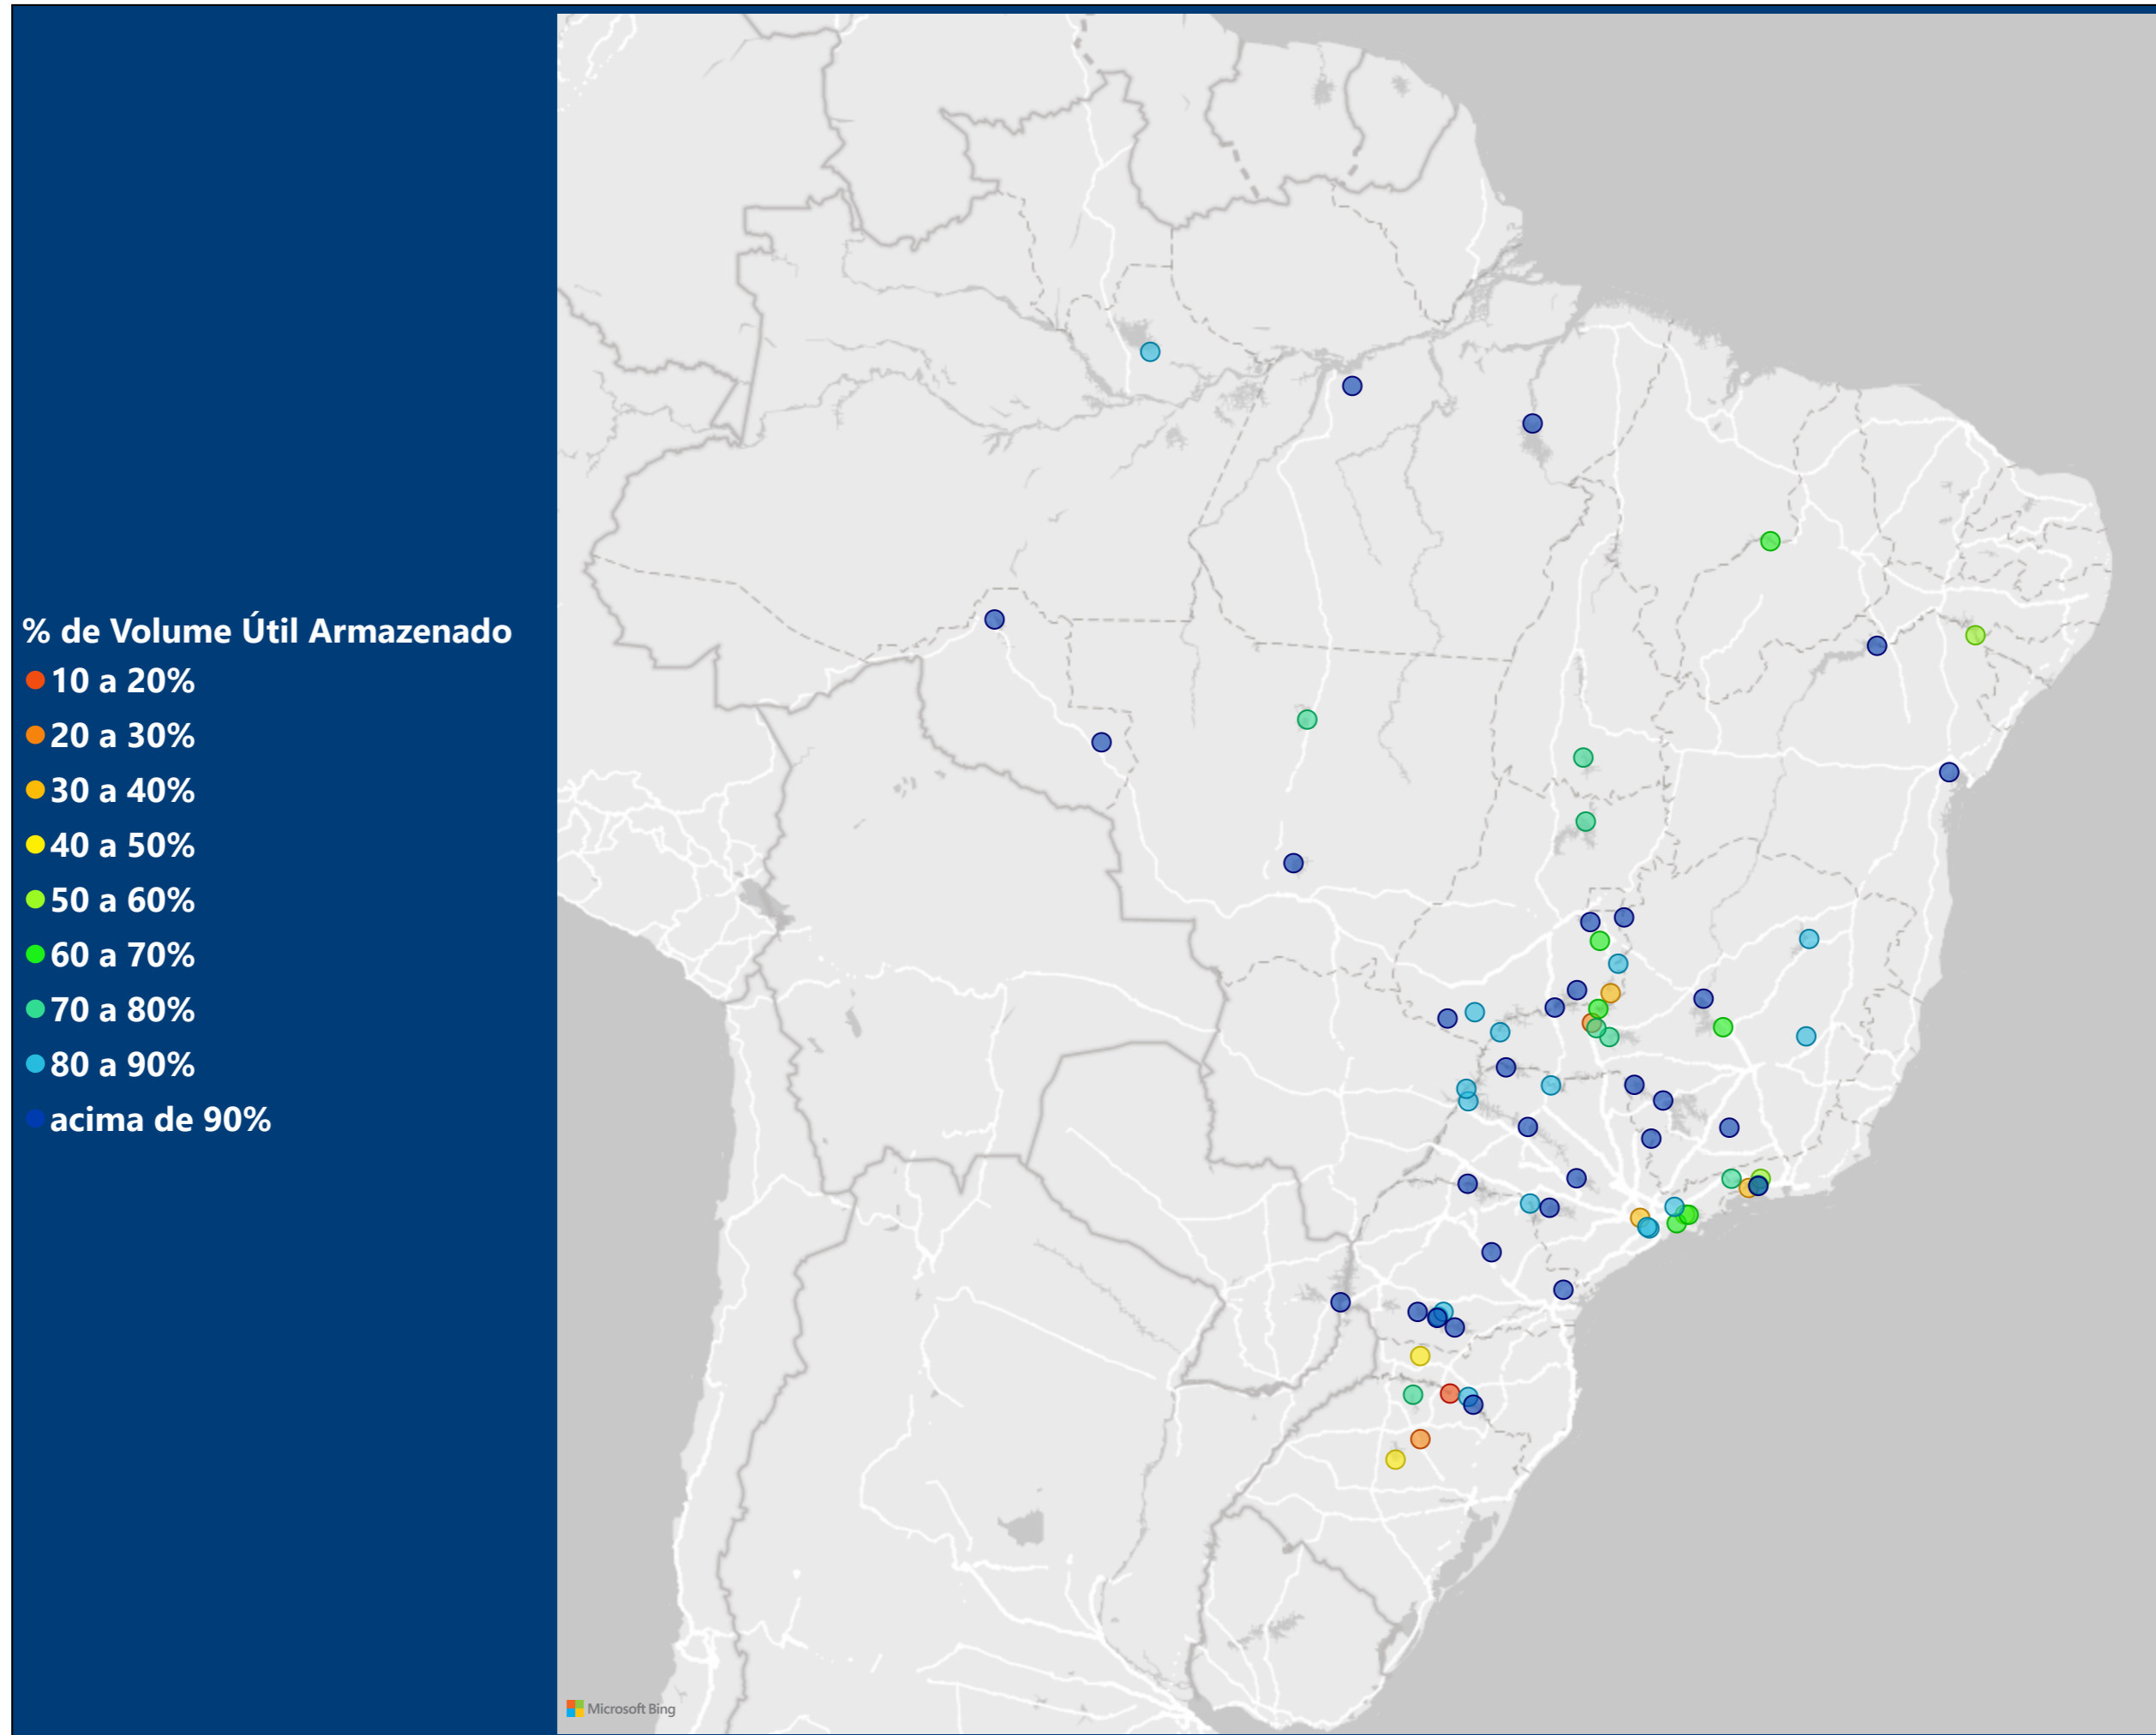 % de Volume Útil Armazenado
10 a 20%
20 a 30%
30 a 40%
40 a 50%
50 a 60%
60 a 70%
70 a 80%
80 a 90%
acima de 90%
Microsoft Bing